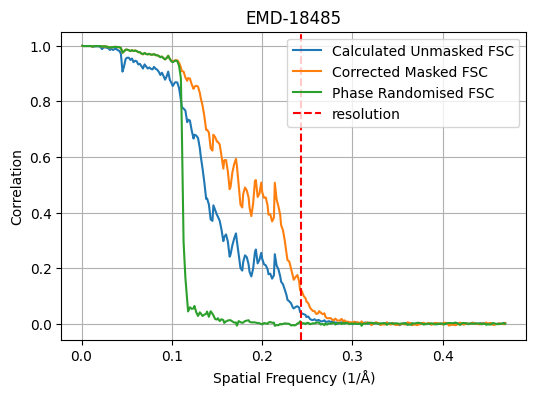 EMD-18485
1.0
0.8
0.6
0.4
0.2
0.0
Correlation
Calculated Unmasked FSC
Corrected Masked FSC
Phase Randomised FSC
resolution
0.0 0.1 0.2 0.3 0.4
Spatial Frequency (1/Å)